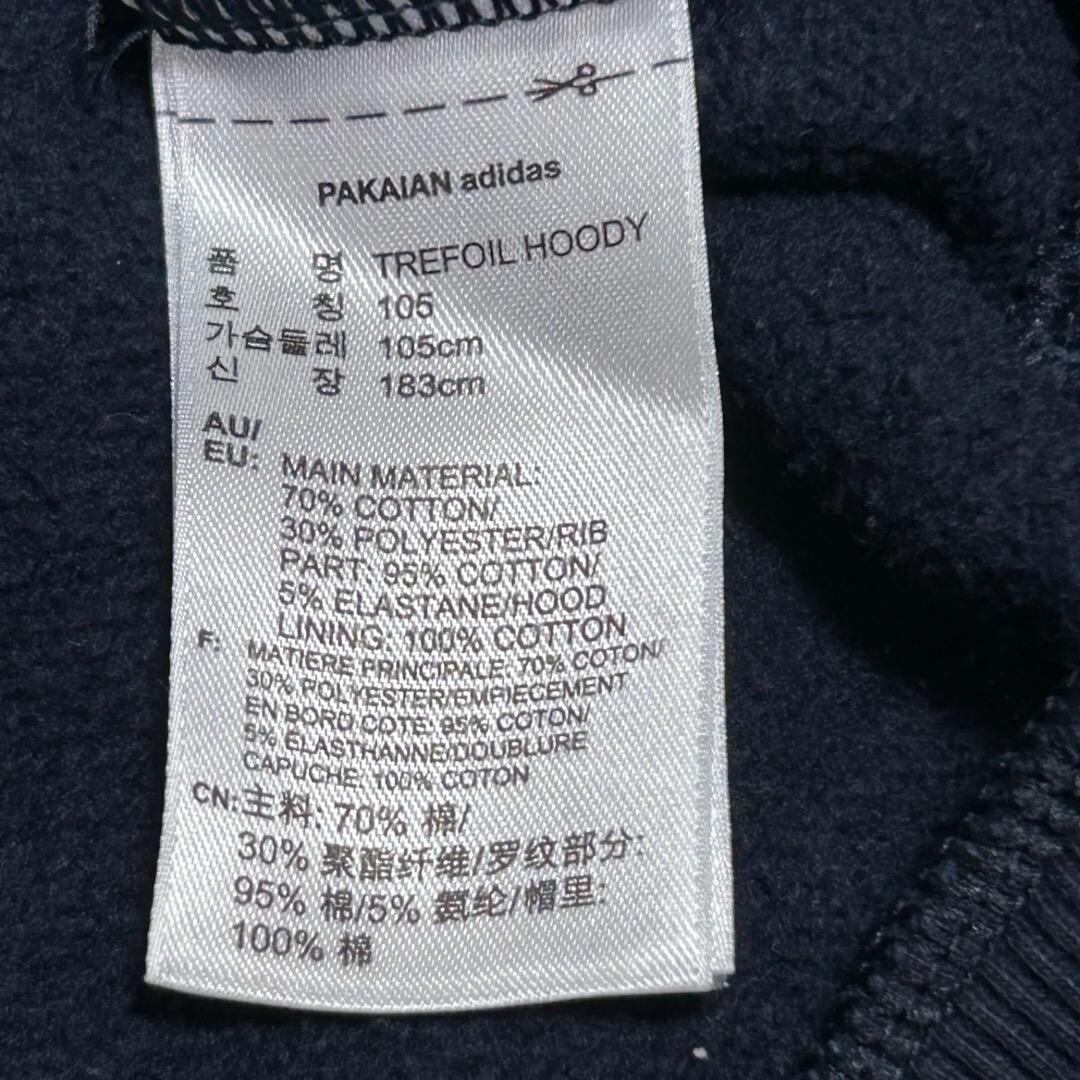 PAKAIAN adidas
품 명 TREFOIL HOODY
호 칭 105
가슴둘레 105cm
신 장 183cm
AU/
EU: MAIN MATERIAL:
70% COTTON/
30% POLYESTER/RIB
PART: 95% COTTON/
5% ELASTANE/HOOD
LINING: 100% COTTON
F: MATIERE PRINCIPALE: 70% COTON/
30% POLYESTER/EMPIECEMENT
EN BORD COTE: 95% COTON/
5% ÉLASTHANNE/DOUBLURE
CAPUCHE: 100% COTON
CN:主料: 70% 棉/
30% 聚酯纤维/罗纹部分:
95% 棉/5% 氨纶/帽里:
100% 棉